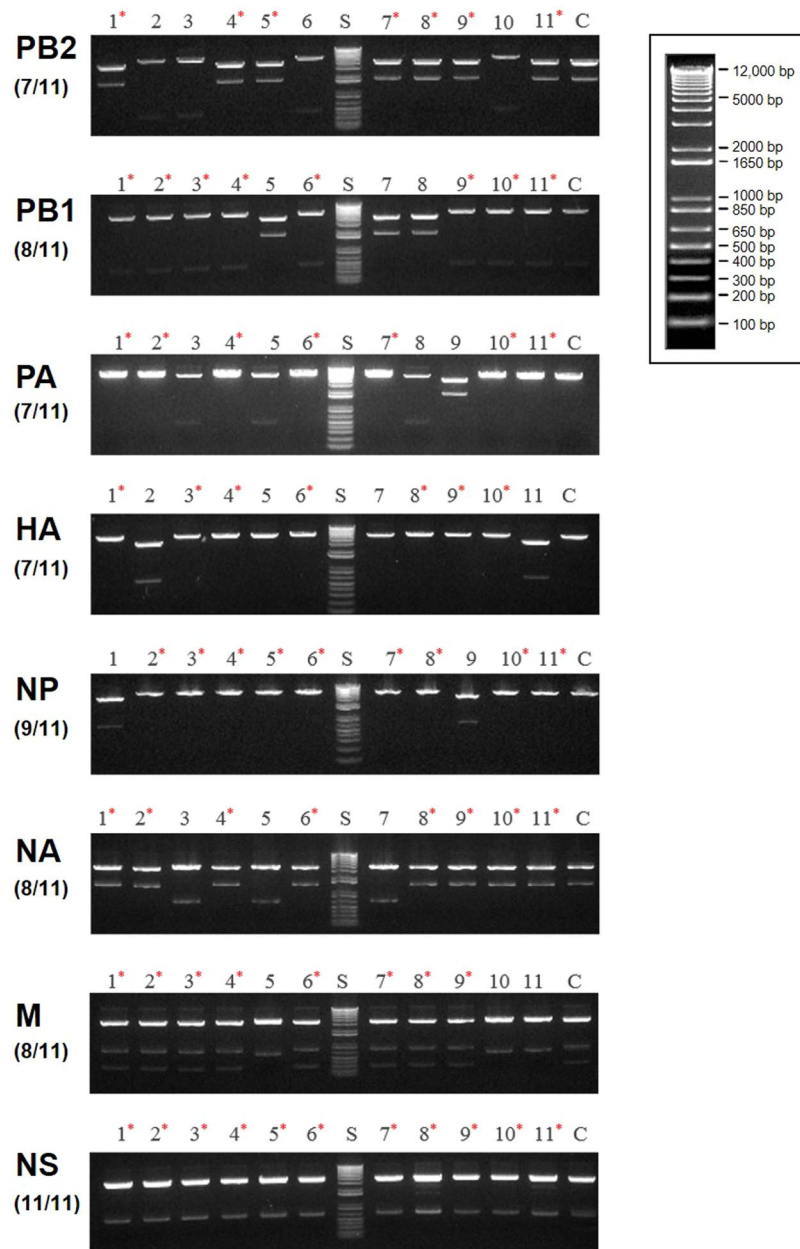 1* 2 3 4* 5* 6 S 7* 8* 9* 10 11* C
PB2
(7/11)
1* 2* 3* 4* 5 6* S 7 8 9* 10* 11* C
PB1
(8/11)
1* 2* 3 4* 5 6* S 7* 8 9 10* 11* C
PA
(7/11)
1* 2 3* 4* 5 6* S 7 8* 9* 10* 11 C
HA
(7/11)
1 2* 3* 4* 5* 6* S 7* 8* 9 10* 11* C
NP
(9/11)
1* 2* 3 4* 5 6* S 7 8* 9* 10* 11* C
NA
(8/11)
1* 2* 3* 4* 5 6* S 7* 8* 9* 10 11 C
M
(8/11)
1* 2* 3* 4* 5* 6* S 7* 8* 9* 10* 11* C
NS
(11/11)
12,000 bp
5000 bp
2000 bp
1650 bp
1000 bp
850 bp
650 bp
500 bp
400 bp
300 bp
200 bp
100 bp